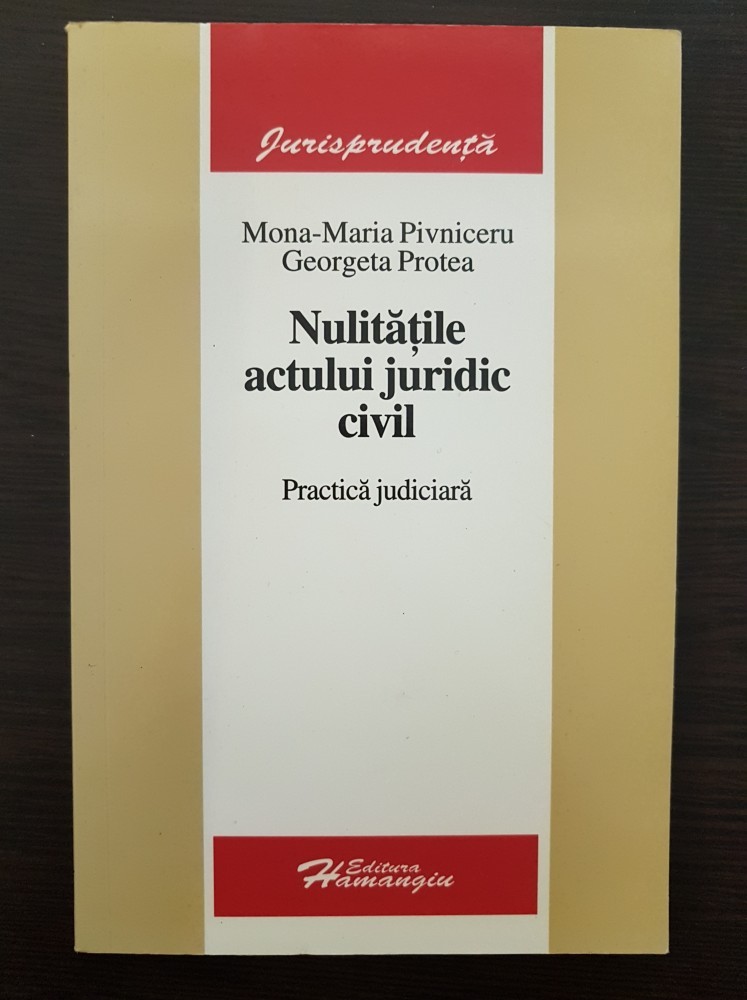 Jurisprudență
Mona-Maria Pivniceru
Georgeta Protea
Nulitățile
actului juridic
civil
Practică judiciară
Editura
Hamangiu